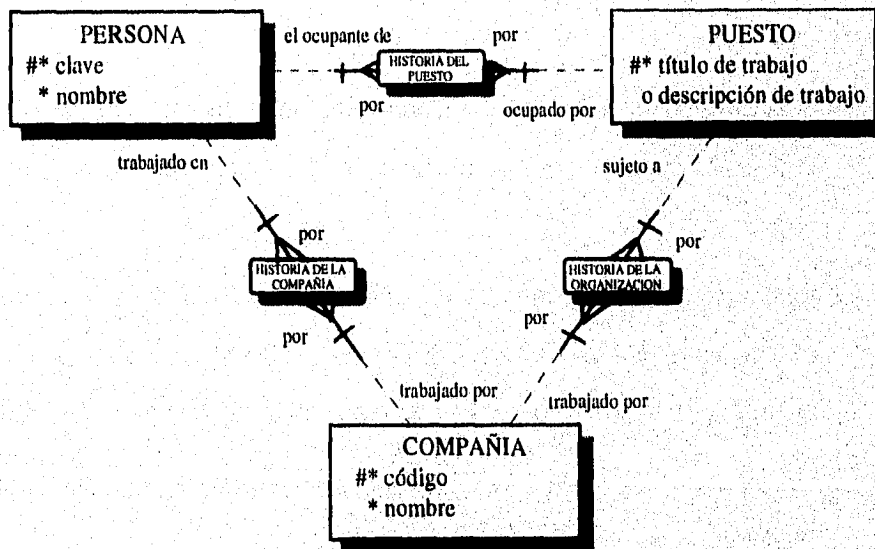 PERSONA
#* clave
* nombre
el ocupante de
por
HISTORIA DEL
PUESTO
por
ocupado por
PUESTO
#* título de trabajo
o descripción de trabajo
trabajado en
sujeto a
por
HISTORIA DE LA
COMPAÑIA
por
por
HISTORIA DE LA
ORGANIZACION
por
trabajado por
trabajado por
COMPAÑIA
#* código
* nombre